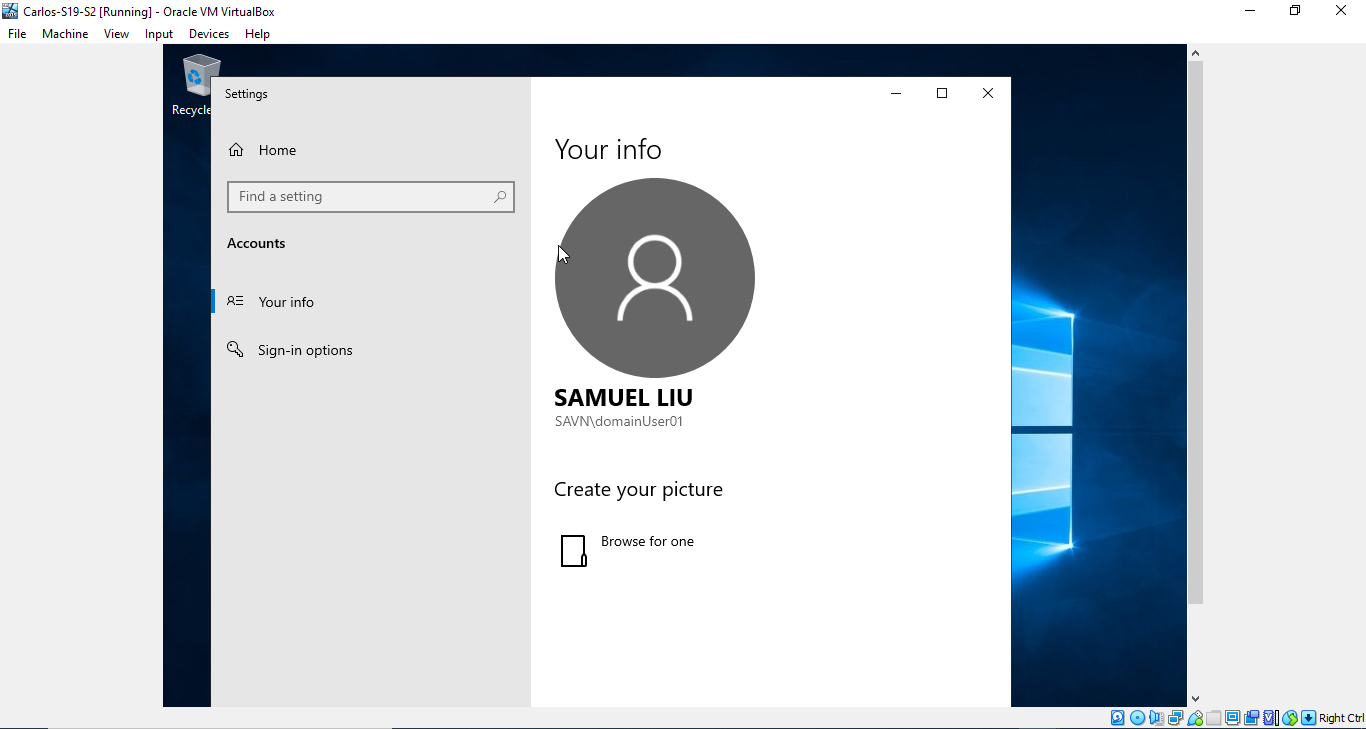 Carlos-S19-S2 [Running] - Oracle VM VirtualBox
File Machine View Input Devices Help
Recycle
Settings
Home
Find a setting
Accounts
Your info
Sign-in options
Your info
SAMUEL LIU
SAVN\domainUser01
Create your picture
Browse for one
Right Ctrl